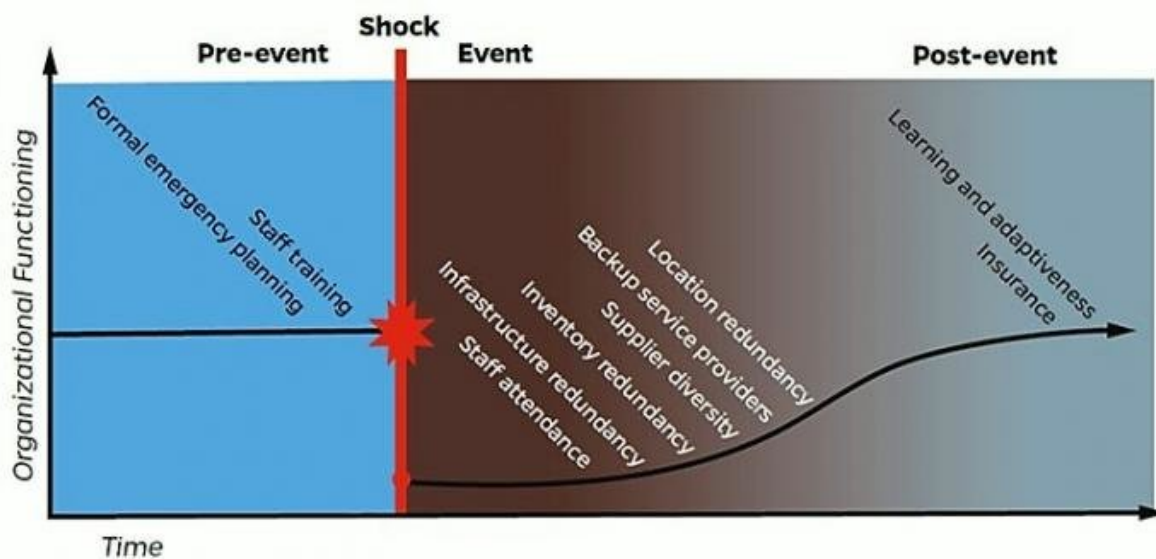 Shock
Pre-event
Event
Post-event
Organizational Functioning
Formal emergency planning
Staff training
Staff attendance
Infrastructure redundancy
Inventory redundancy
Supplier diversity
Backup service providers
Location redundancy
Learning and adaptiveness
Insurance
Time